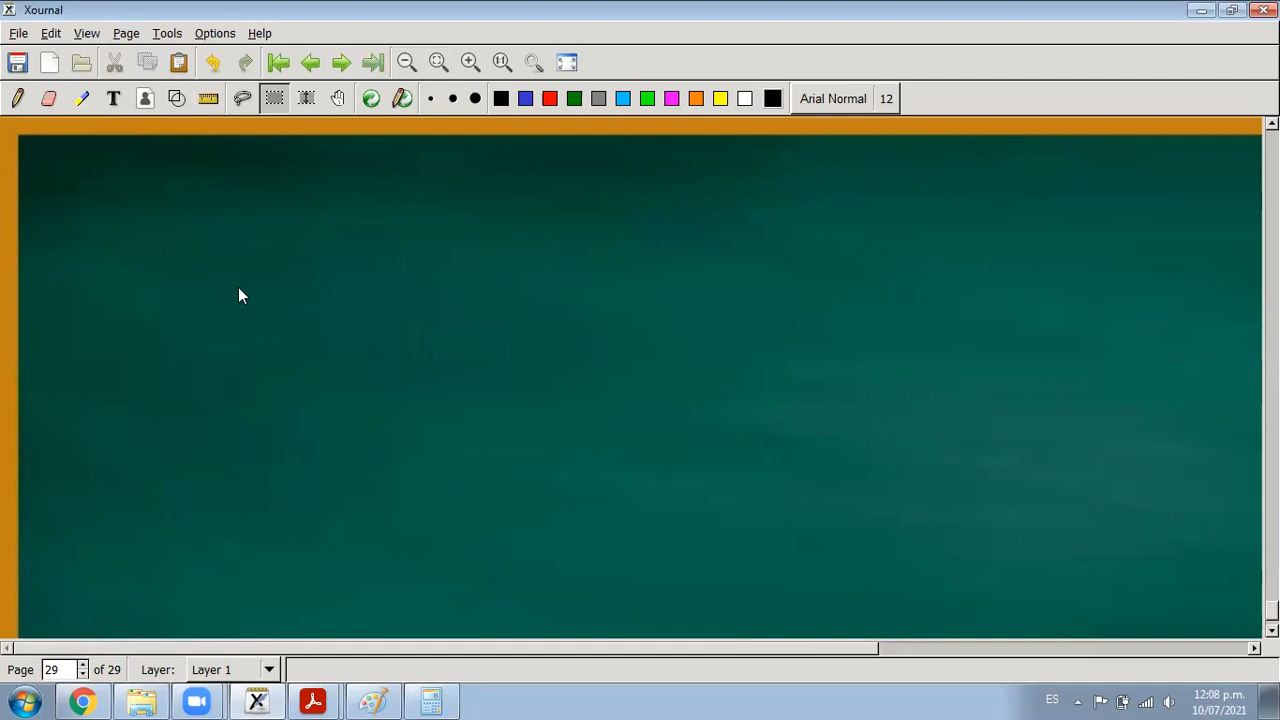 Xournal
File Edit View Page Tools Options Help
T Arial Normal 12
Page 29 of 29 Layer: Layer 1
ES 12:08 p.m.
10/07/2021